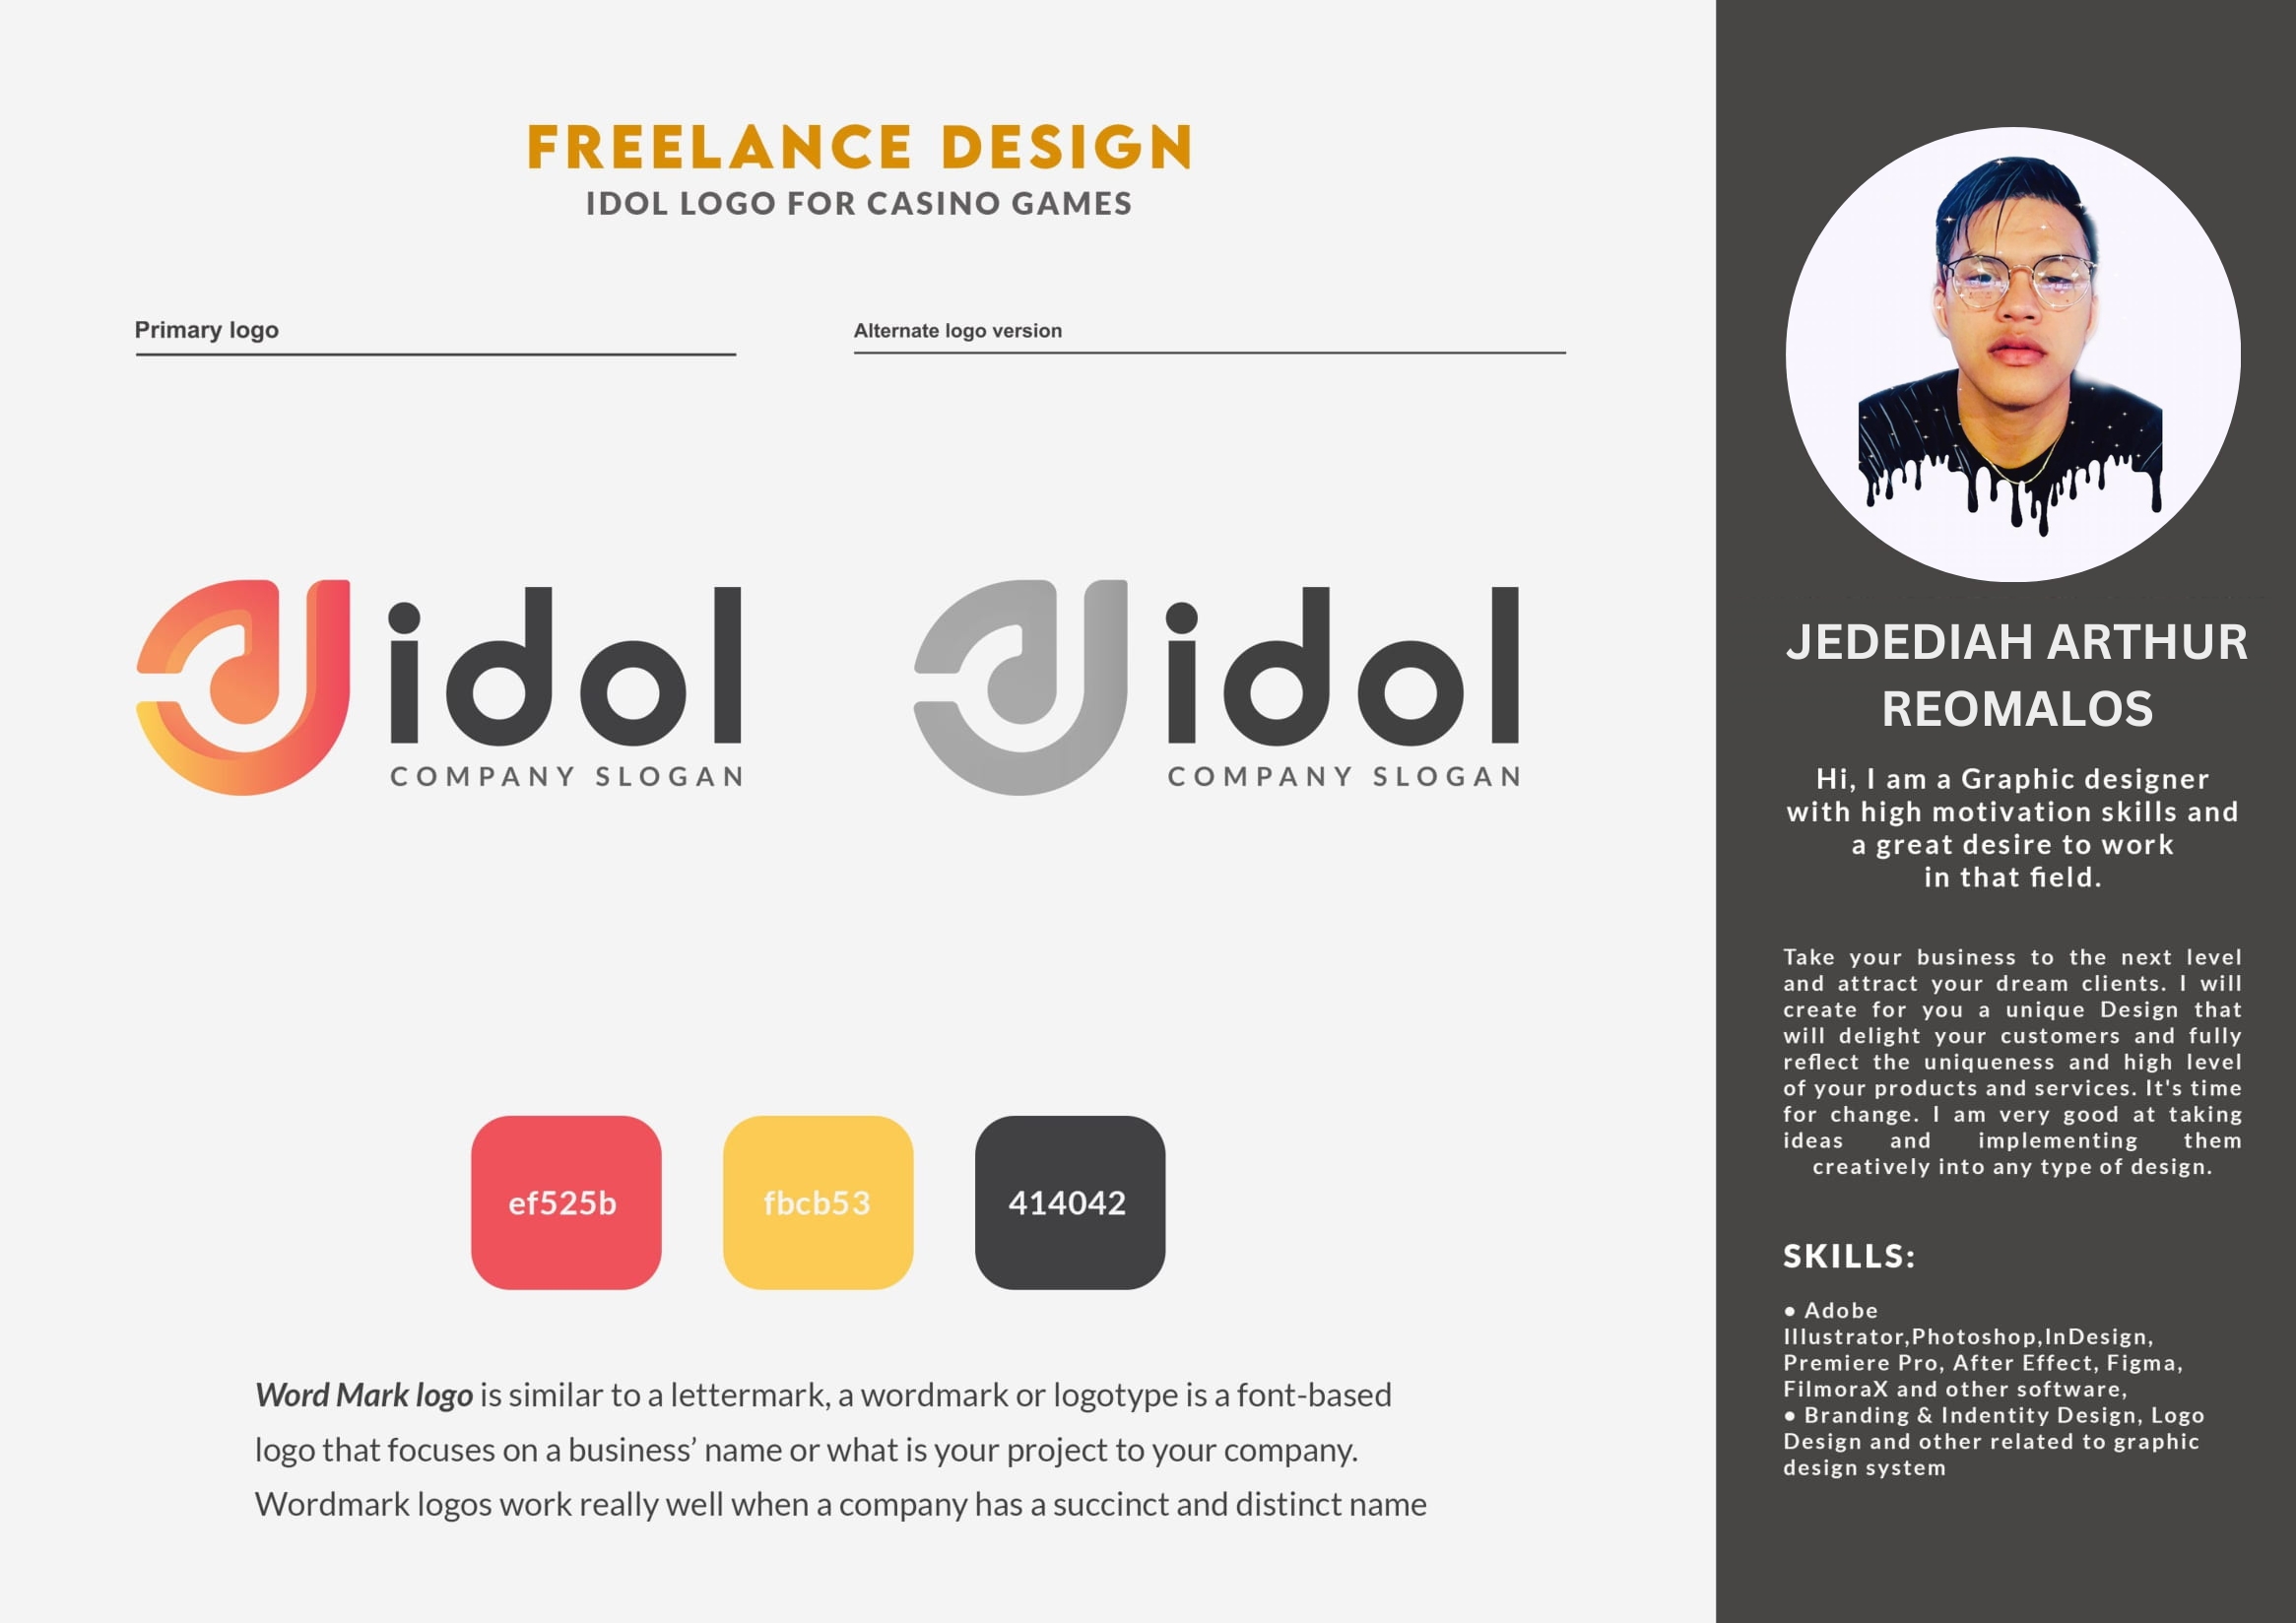 FREELANCE DESIGN
IDOL LOGO FOR CASINO GAMES
Primary logo
Alternate logo version
idol
COMPANY SLOGAN
idol
COMPANY SLOGAN
ef525b
fbcb53
414042
Word Mark logo is similar to a lettermark, a wordmark or logotype is a font-based
logo that focuses on a business’ name or what is your project to your company.
Wordmark logos work really well when a company has a succinct and distinct name
JEDEDIAH ARTHUR
REOMALOS
Hi, I am a Graphic designer
with high motivation skills and
a great desire to work
in that field.
Take your business to the next level
and attract your dream clients. I will
create for you a unique Design that
will delight your customers and fully
reflect the uniqueness and high level
of your products and services. It's time
for change. I am very good at taking
ideas and implementing them
creatively into any type of design.
SKILLS:
● Adobe
Illustrator,Photoshop,InDesign,
Premiere Pro, After Effect, Figma,
FilmoraX and other software,
● Branding & Indentity Design, Logo
Design and other related to graphic
design system